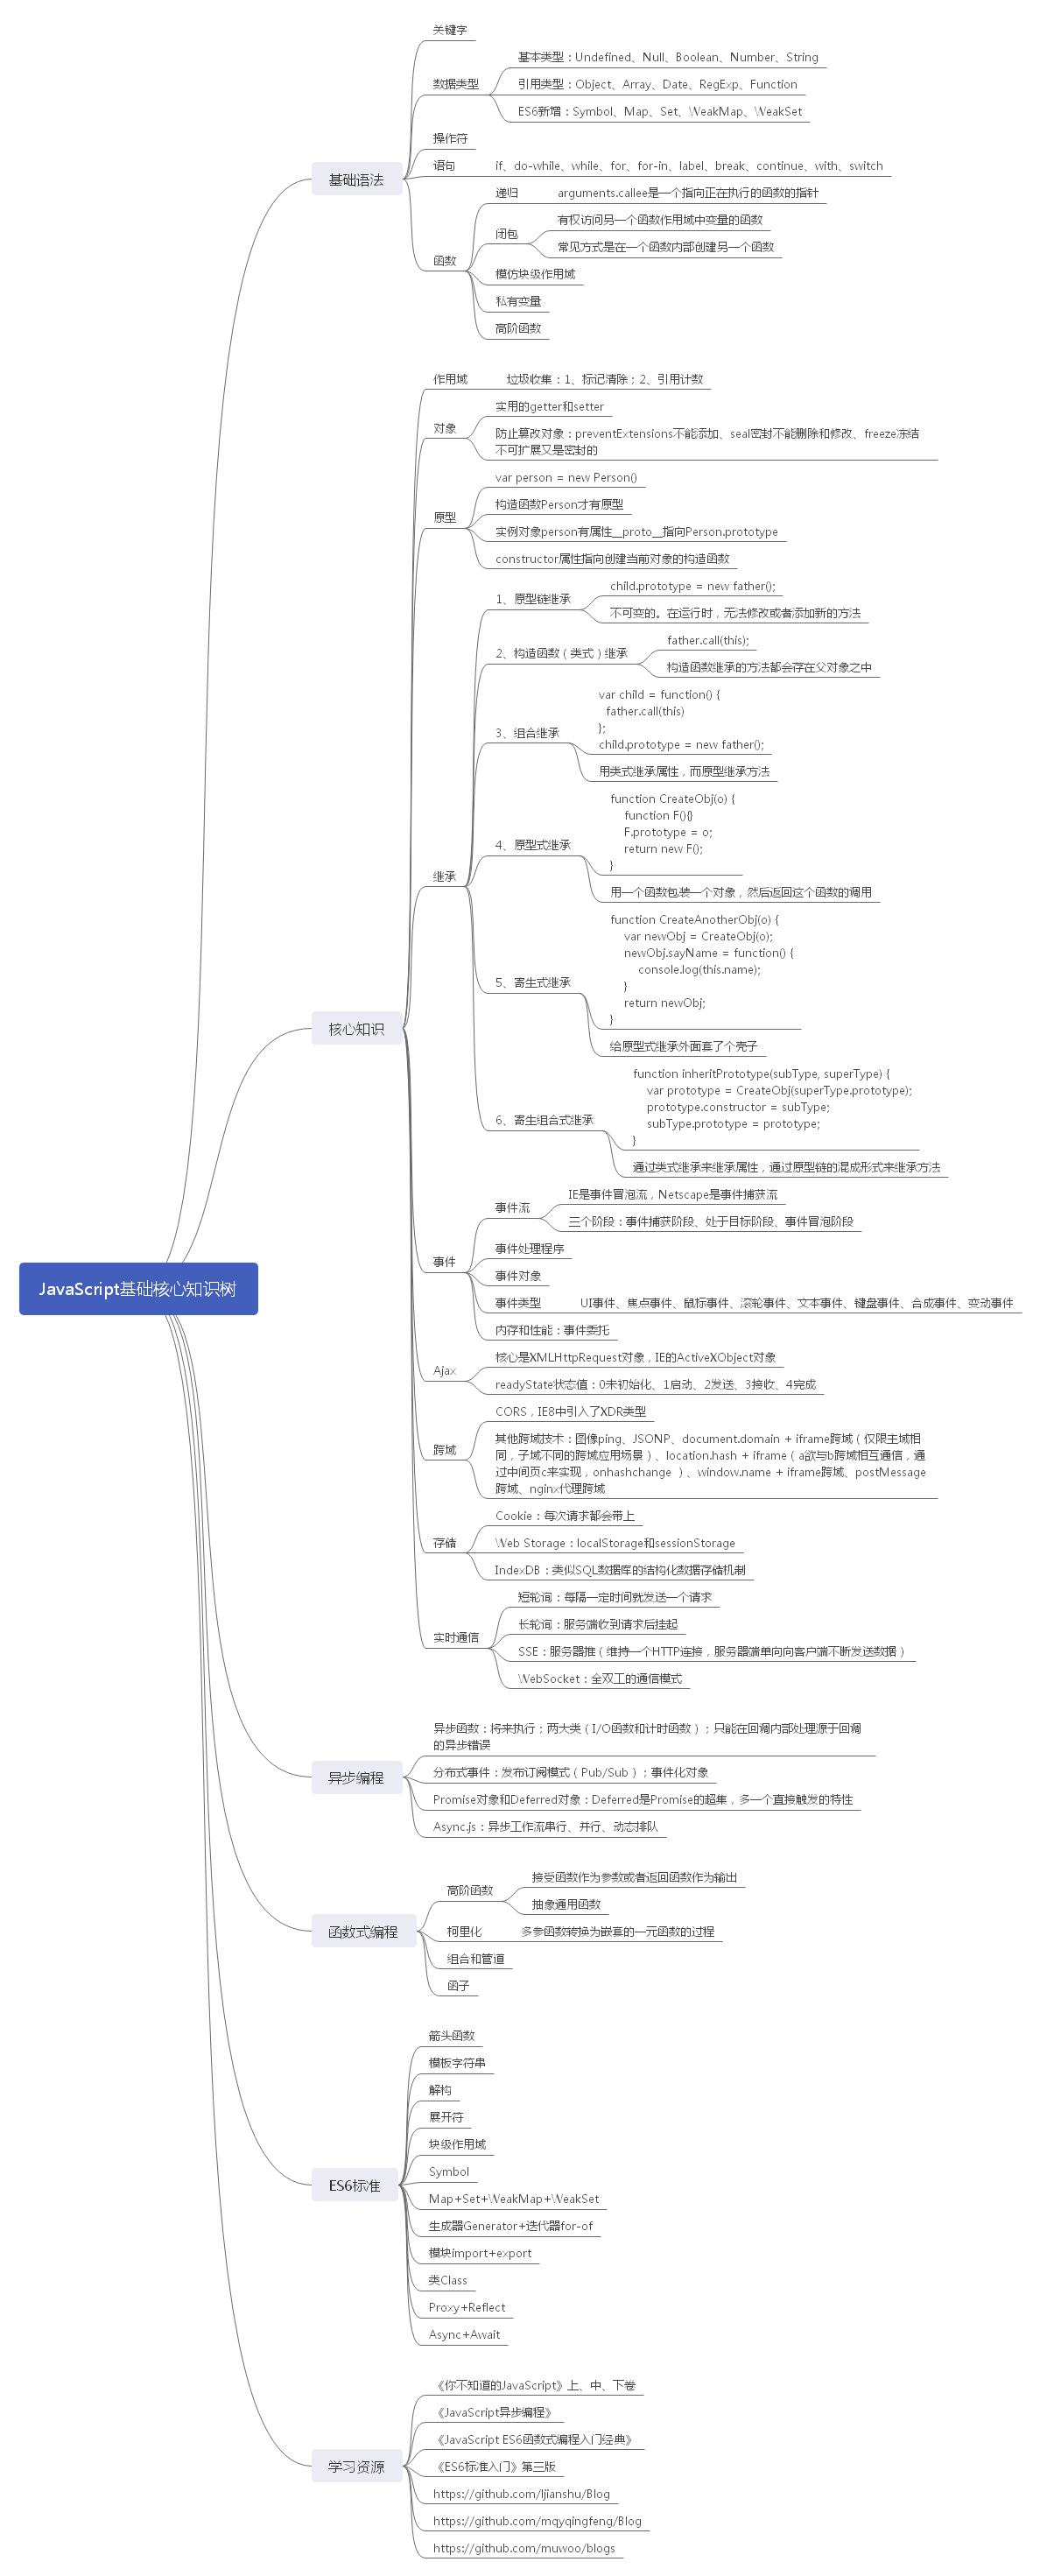 JavaScript基础核心知识树
基础语法
关键字
数据类型
基本类型：Undefined、Null、Boolean、Number、String
引用类型：Object、Array、Date、RegExp、Function
ES6新增：Symbol、Map、Set、WeakMap、WeakSet
操作符
语句
if、do-while、while、for、for-in、label、break、continue、with、switch
函数
递归
arguments.callee是一个指向正在执行的函数的指针
闭包
有权访问另一个函数作用域中变量的函数
常见方式是在一个函数内部创建另一个函数
模仿块级作用域
私有变量
高阶函数
核心知识
作用域
垃圾收集：1、标记清除；2、引用计数
对象
实用的getter和setter
防止篡改对象：preventExtensions不能添加、seal密封不能删除和修改、freeze冻结
不可扩展又是密封的
原型
var person = new Person()
构造函数Person才有原型
实例对象person有属性__proto__指向Person.prototype
constructor属性指向创建当前对象的构造函数
继承
1、原型链继承
child.prototype = new father();
不可变的。在运行时，无法修改或者添加新的方法
2、构造函数（类式）继承
father.call(this);
构造函数继承的方法都会存在父对象之中
3、组合继承
var child = function() {
father.call(this)
};
child.prototype = new father();
用类式继承属性，而原型继承方法
4、原型式继承
function CreateObj(o) {
function F(){}
F.prototype = o;
return new F();
}
用一个函数包装一个对象，然后返回这个函数的调用
5、寄生式继承
function CreateAnotherObj(o) {
var newObj = CreateObj(o);
newObj.sayName = function() {
console.log(this.name);
}
return newObj;
}
给原型式继承外面套了个壳子
6、寄生组合式继承
function inheritPrototype(subType, superType) {
var prototype = CreateObj(superType.prototype);
prototype.constructor = subType;
subType.prototype = prototype;
}
通过类式继承来继承属性，通过原型链的混成形式来继承方法
事件
事件流
IE是事件冒泡流，Netscape是事件捕获流
三个阶段：事件捕获阶段、处于目标阶段、事件冒泡阶段
事件处理程序
事件对象
事件类型
UI事件、焦点事件、鼠标事件、滚轮事件、文本事件、键盘事件、合成事件、变动事件
内存和性能：事件委托
Ajax
核心是XMLHttpRequest对象，IE的ActiveXObject对象
readyState状态值：0未初始化、1启动、2发送、3接收、4完成
跨域
CORS，IE8中引入了XDR类型
其他跨域技术：图像ping、JSONP、document.domain + iframe跨域（仅限主域相
同，子域不同的跨域应用场景）、location.hash + iframe（a欲与b跨域相互通信，通
过中间页c来实现，onhashchange ）、window.name + iframe跨域、postMessage
跨域、nginx代理跨域
存储
Cookie：每次请求都会带上
Web Storage：localStorage和sessionStorage
IndexDB：类似SQL数据库的结构化数据存储机制
实时通信
短轮询：每隔一定时间就发送一个请求
长轮询：服务端收到请求后挂起
SSE：服务器推（维持一个HTTP连接，服务器端单向向客户端不断发送数据）
WebSocket：全双工的通信模式
异步编程
异步函数：将来执行；两大类（I/O函数和计时函数）；只能在回调内部处理源于回调
的异步错误
分布式事件：发布订阅模式（Pub/Sub）；事件化对象
Promise对象和Deferred对象：Deferred是Promise的超集，多一个直接触发的特性
Async.js：异步工作流串行、并行、动态排队
函数式编程
高阶函数
接受函数作为参数或者返回函数作为输出
抽象通用函数
柯里化
多参函数转换为嵌套的一元函数的过程
组合和管道
函子
ES6标准
箭头函数
模板字符串
解构
展开符
块级作用域
Symbol
Map+Set+WeakMap+WeakSet
生成器Generator+迭代器for-of
模块import+export
类Class
Proxy+Reflect
Async+Await
学习资源
《你不知道的JavaScript》上、中、下卷
《JavaScript异步编程》
《JavaScript ES6函数式编程入门经典》
《ES6标准入门》第三版
https://github.com/ljianshu/Blog
https://github.com/mqyqingfeng/Blog
https://github.com/muwoo/blogs